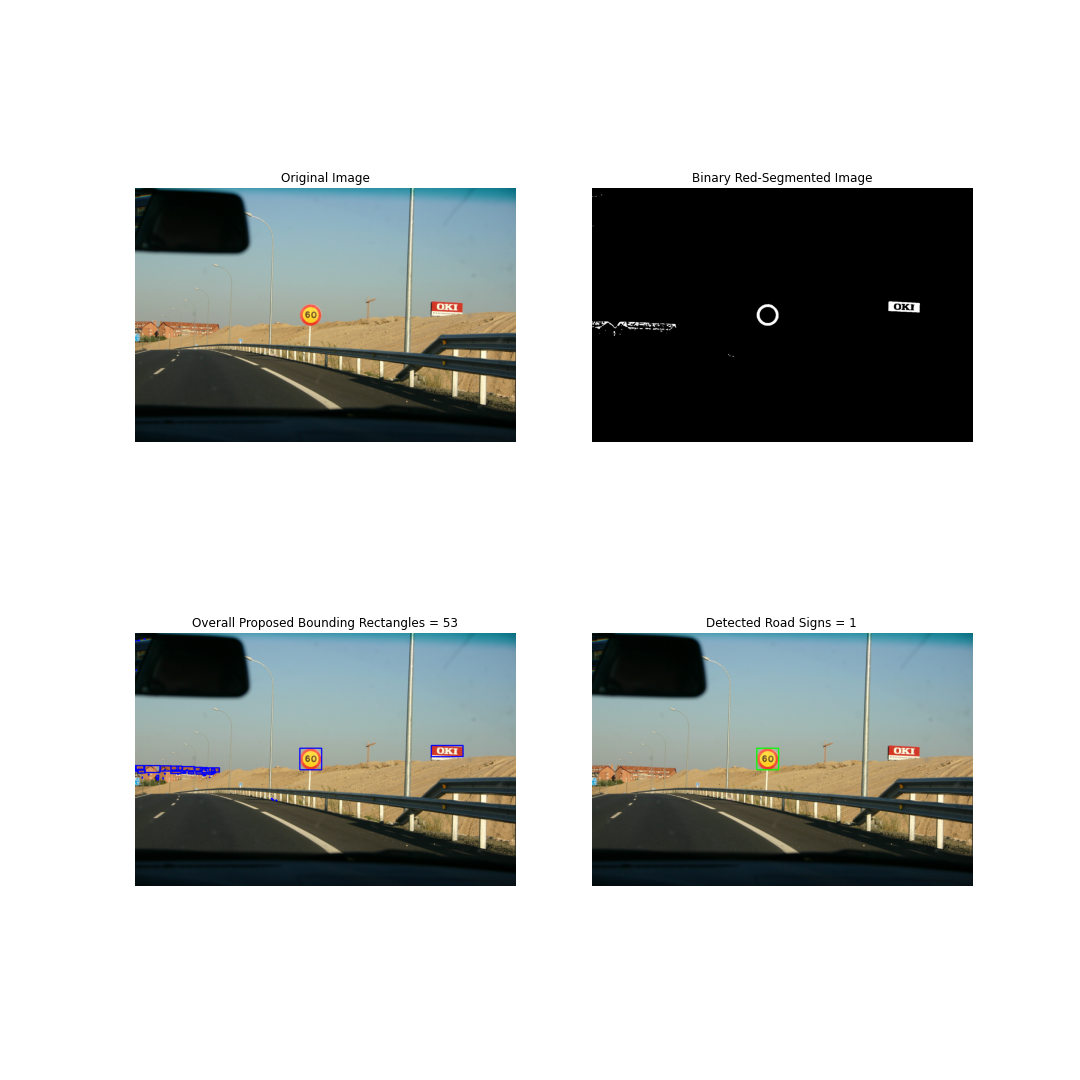 Original Image
60
OKI
Binary Red-Segmented Image
OKI
Overall Proposed Bounding Rectangles = 53
60
OKI
Detected Road Signs = 1
60
OKI